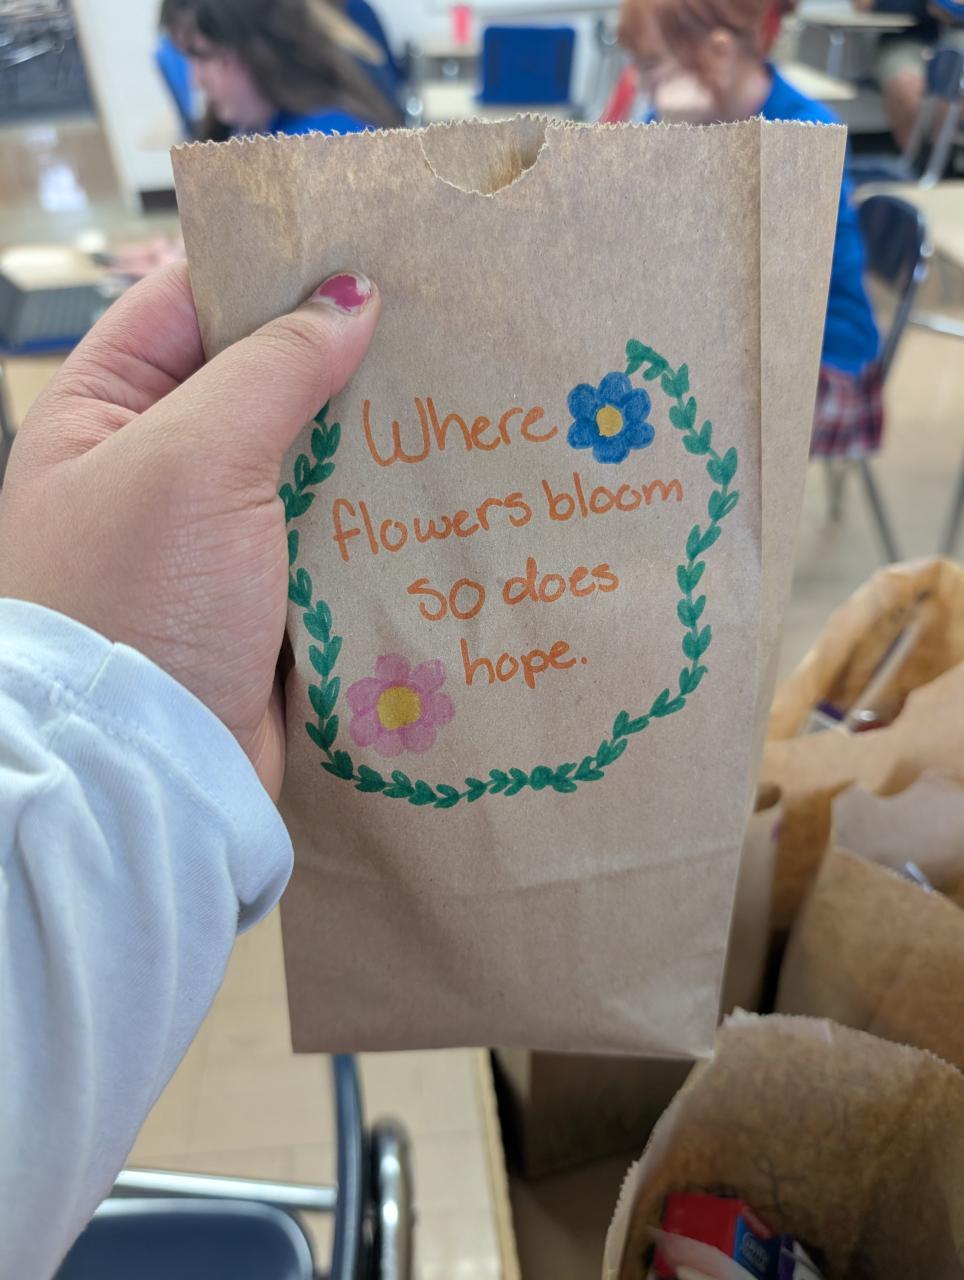 Where
flowers bloom
so does
hope.